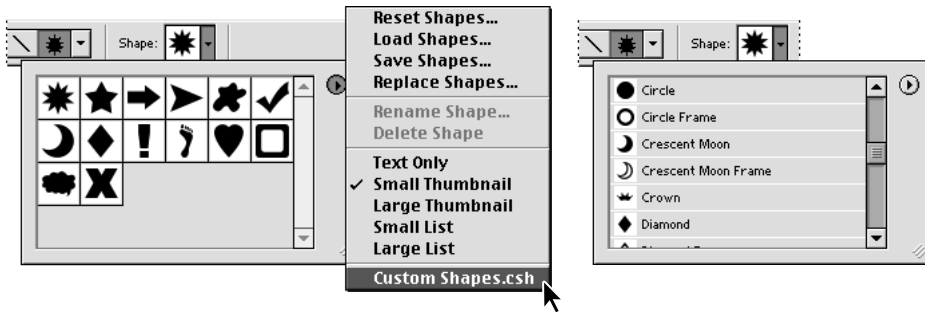 Shape:
Reset Shapes...
Load Shapes...
Save Shapes...
Replace Shapes...
Rename Shape...
Delete Shape
Text Only
Small Thumbnail
Large Thumbnail
Small List
Large List
Custom Shapes.csh
Shape:
Circle
Circle Frame
Crescent Moon
Crescent Moon Frame
Crown
Diamond